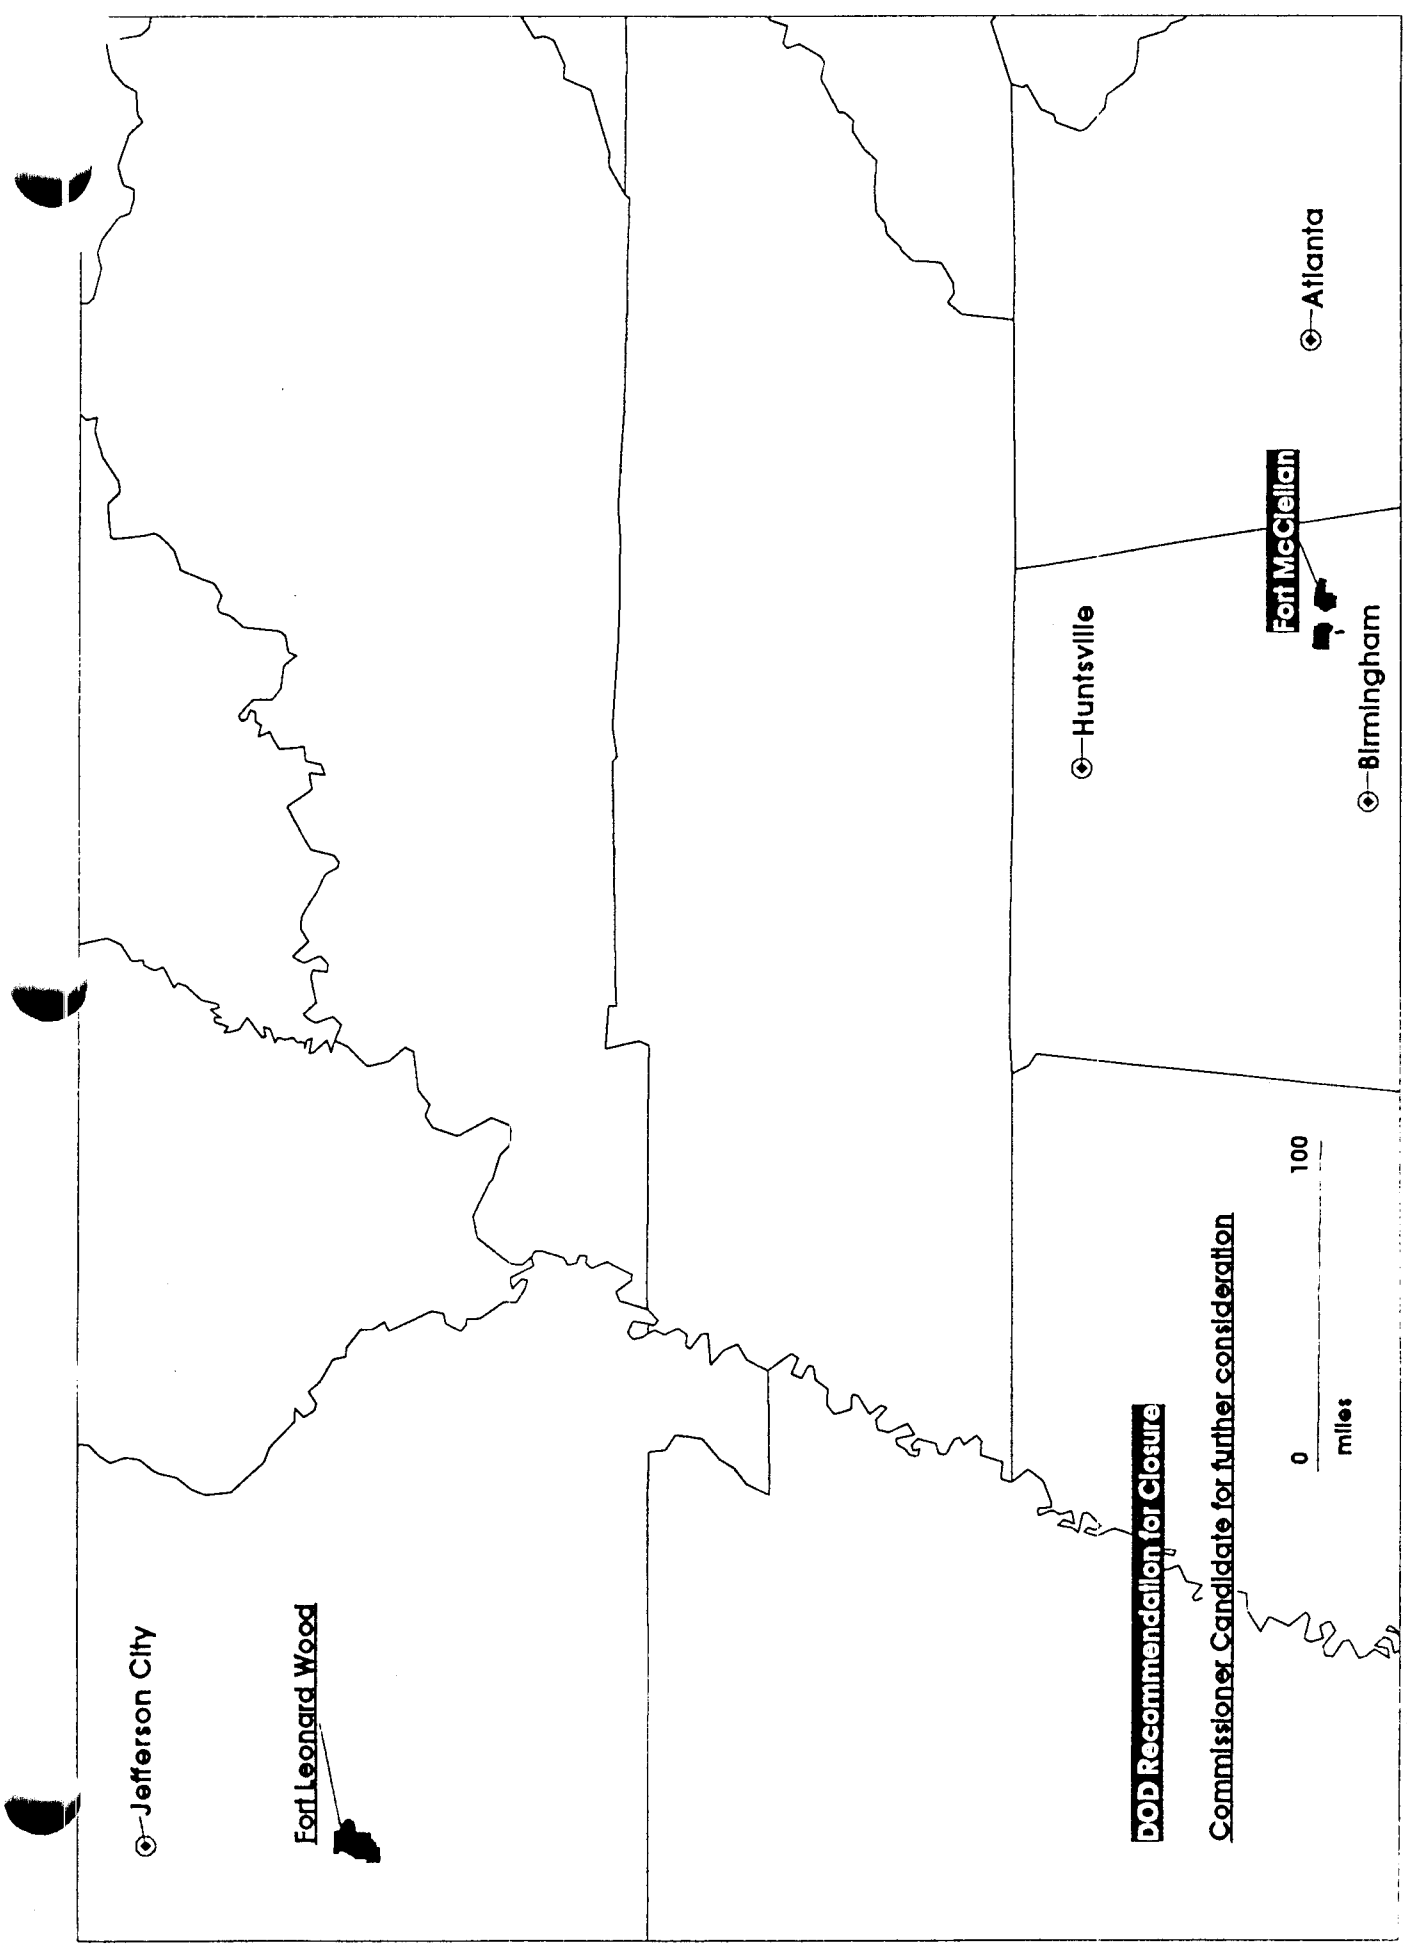 Jefferson City
Fort Leonard Wood
Huntsville
Fort McClellan
Atlanta
Birmingham
DOD Recommendation for Closure
Commissioner Candidate for further consideration
0 100
miles